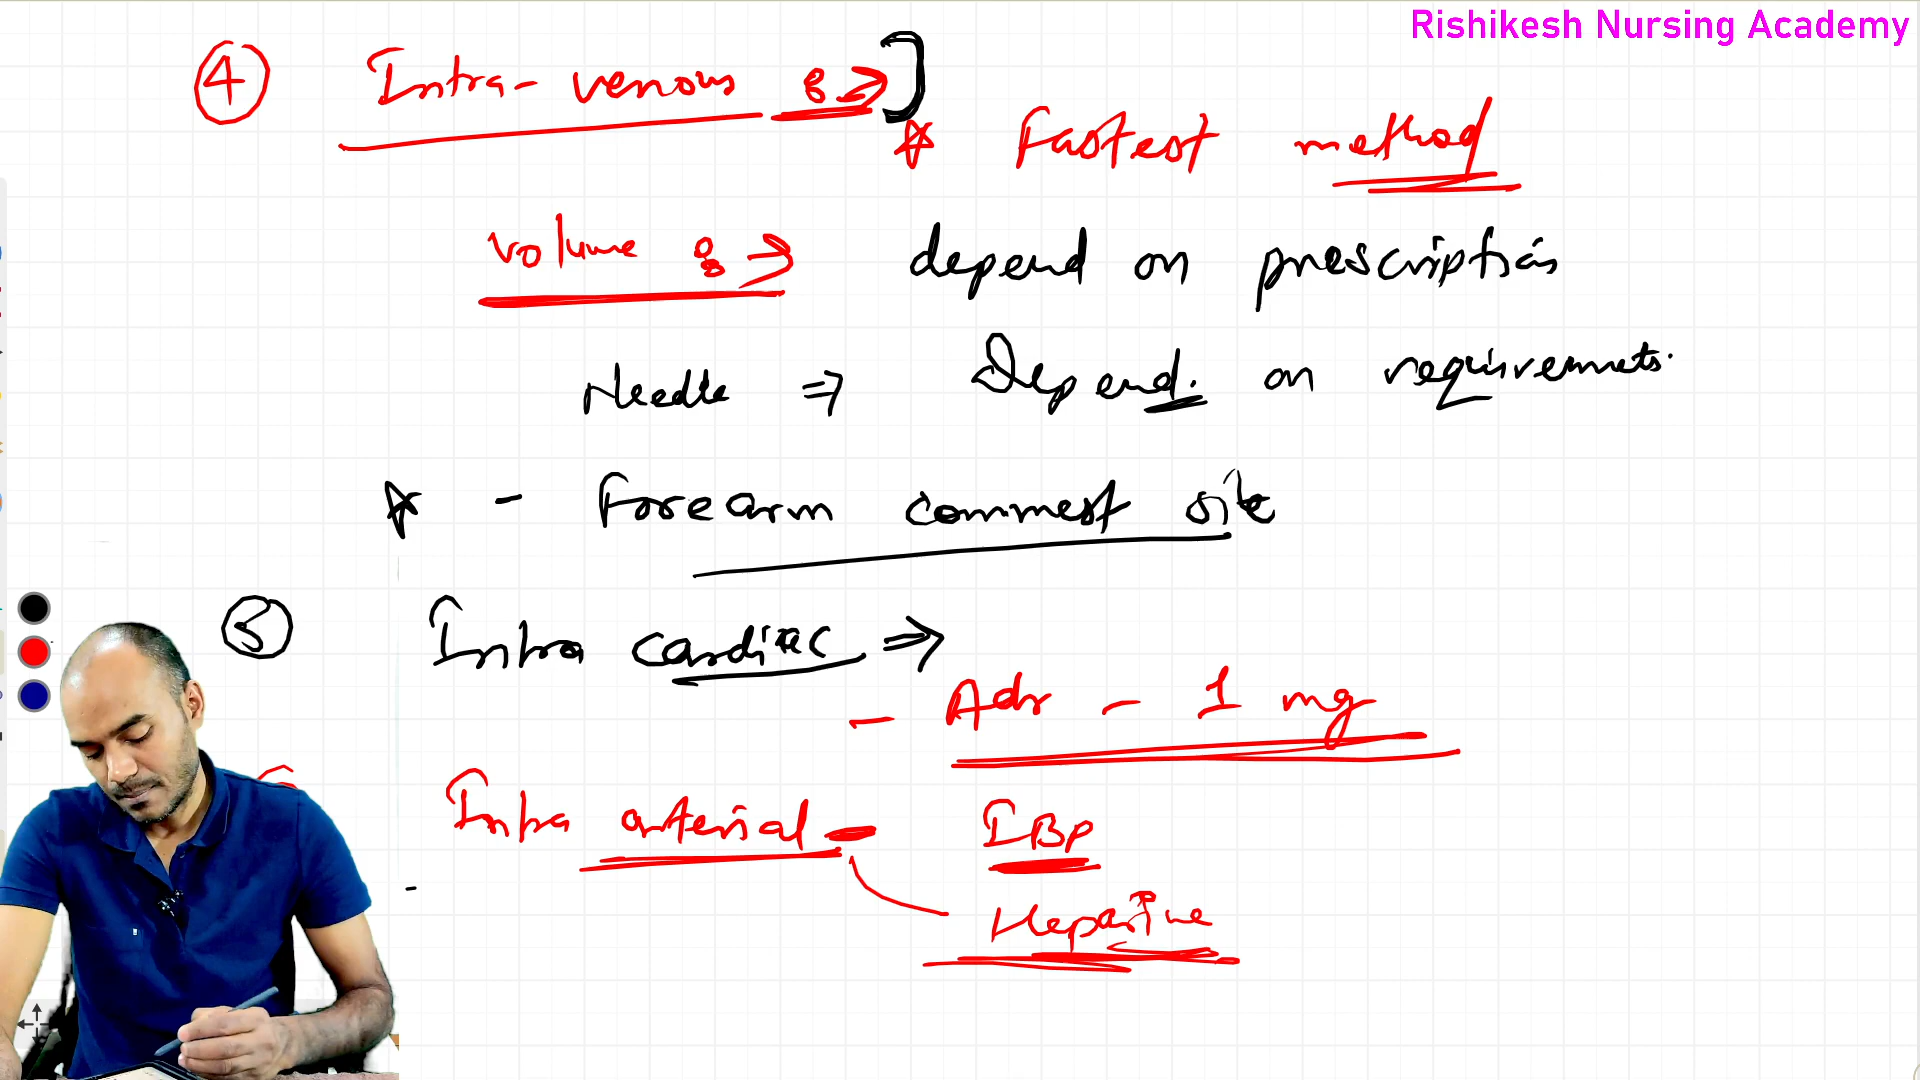 Rishikesh Nursing Academy
4 Intra-venous :→]
☆ Fastest method
volume :→ depend on prescription
Needle ⇒ Depend. on requirements.
☆ - Forearm commest site
5 Intra cardiac ⇒
- Adr - 1 mg
Intra arterial - IBP
Heparine